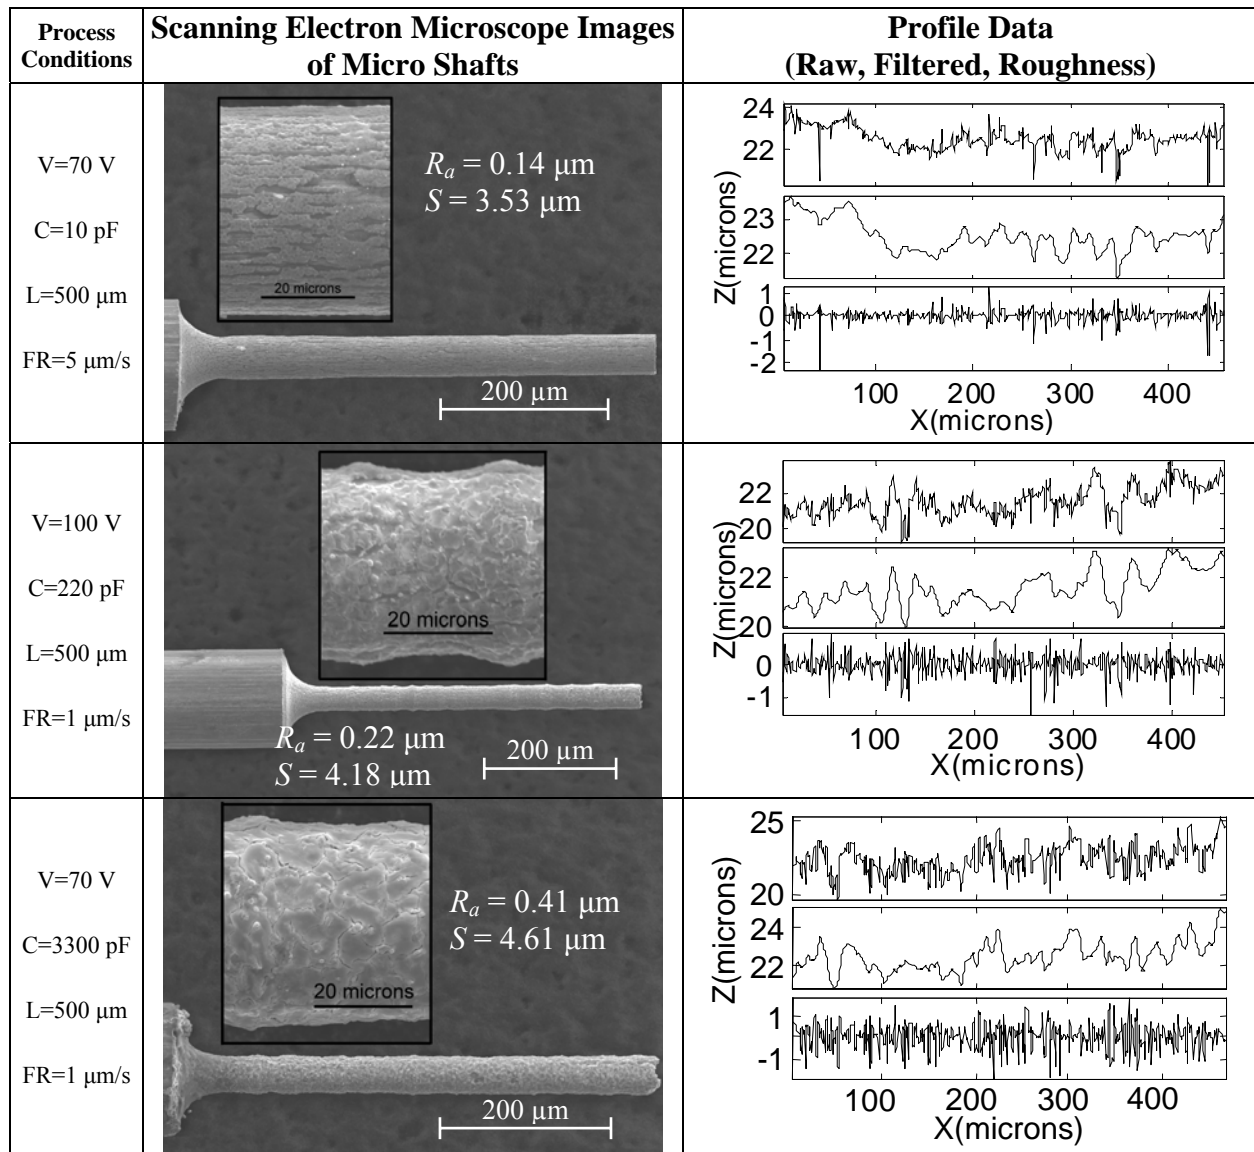 Process
Conditions
Scanning Electron Microscope Images
of Micro Shafts
Profile Data
(Raw, Filtered, Roughness)
V=70 V
C=10 pF
L=500 μm
FR=5 μm/s
20 microns
Ra = 0.14 μm
S = 3.53 μm
200 μm
24
22
23
22
1
0
-1
-2
Z(microns)
100 200 300 400
X(microns)
V=100 V
C=220 pF
L=500 μm
FR=1 μm/s
20 microns
Ra = 0.22 μm
S = 4.18 μm
200 μm
22
20
22
20
0
-1
Z(microns)
100 200 300 400
X(microns)
V=70 V
C=3300 pF
L=500 μm
FR=1 μm/s
20 microns
Ra = 0.41 μm
S = 4.61 μm
200 μm
25
20
24
22
1
-1
Z(microns)
100 200 300 400
X(microns)